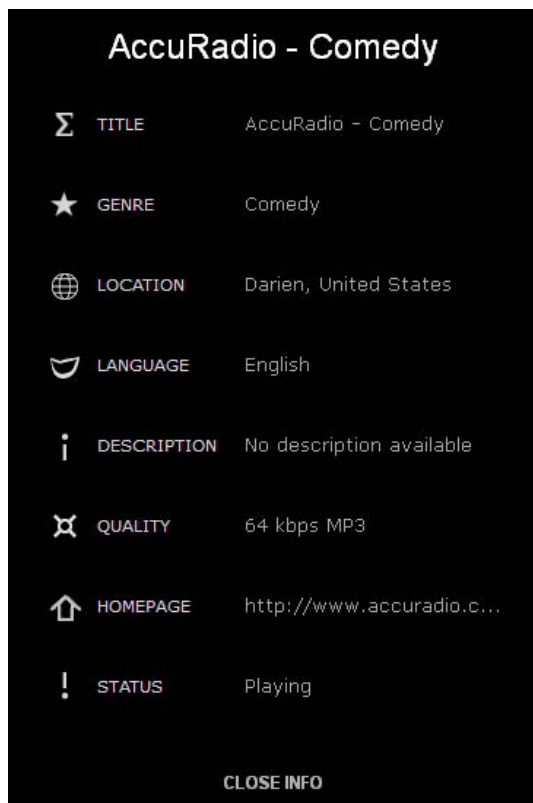 AccuRadio - Comedy
TITLE AccuRadio - Comedy
GENRE Comedy
LOCATION Darien, United States
LANGUAGE English
DESCRIPTION No description available
QUALITY 64 kbps MP3
HOMEPAGE http://www.accuradio.c...
STATUS Playing
CLOSE INFO